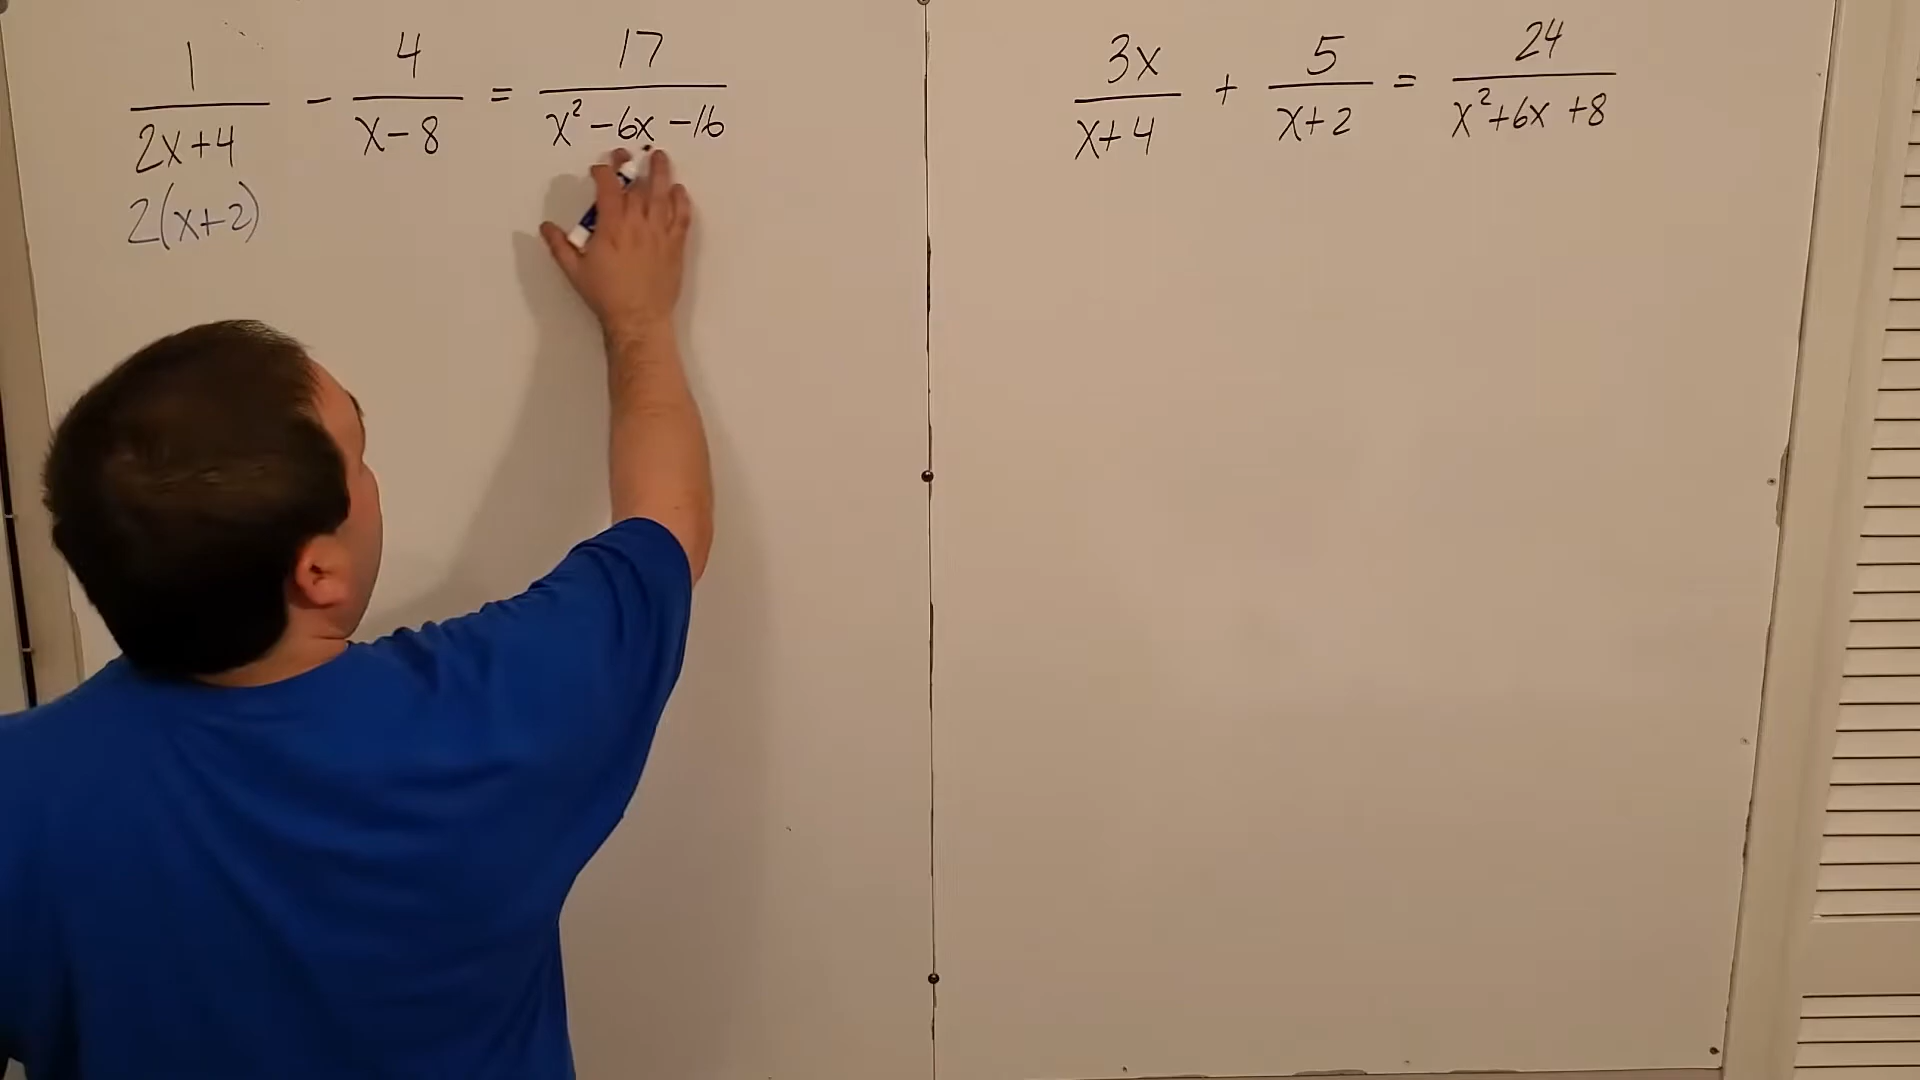 1/(2x+4) - 4/(x-8) = 17/(x²-6x-16)
2(x+2)
3x/(x+4) + 5/(x+2) = 24/(x²+6x+8)